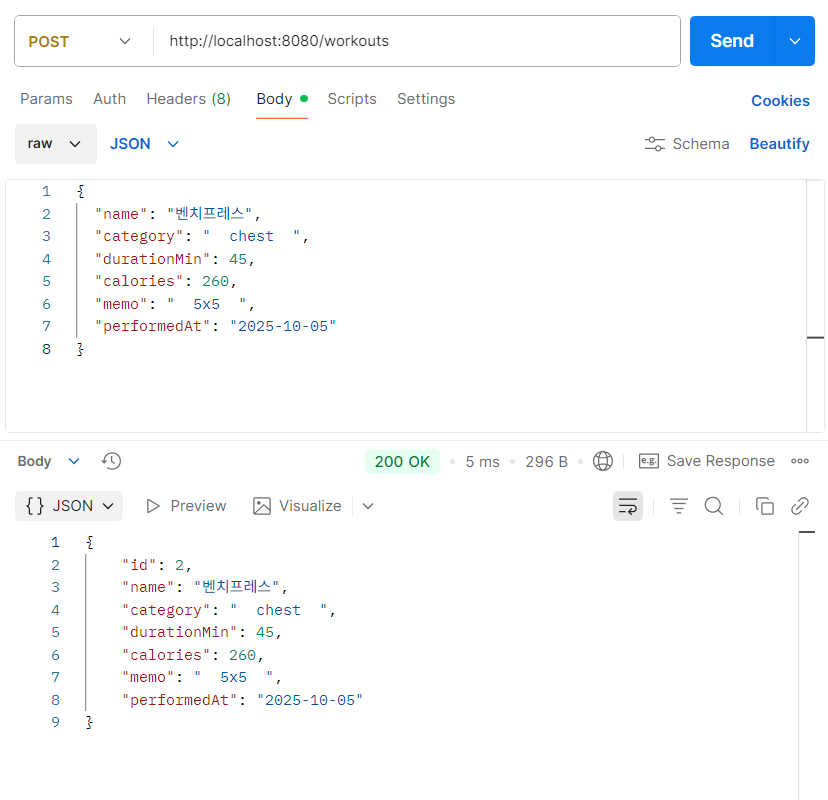 POST http://localhost:8080/workouts Send
Params Auth Headers (8) Body Scripts Settings Cookies
raw JSON Schema Beautify
1 {
2 "name": "벤치프레스",
3 "category": "  chest  ",
4 "durationMin": 45,
5 "calories": 260,
6 "memo": "  5x5  ",
7 "performedAt": "2025-10-05"
8 }
Body 200 OK 5 ms 296 B e.g. Save Response
{} JSON Preview Visualize
1 {
2 "id": 2,
3 "name": "벤치프레스",
4 "category": "  chest  ",
5 "durationMin": 45,
6 "calories": 260,
7 "memo": "  5x5  ",
8 "performedAt": "2025-10-05"
9 }